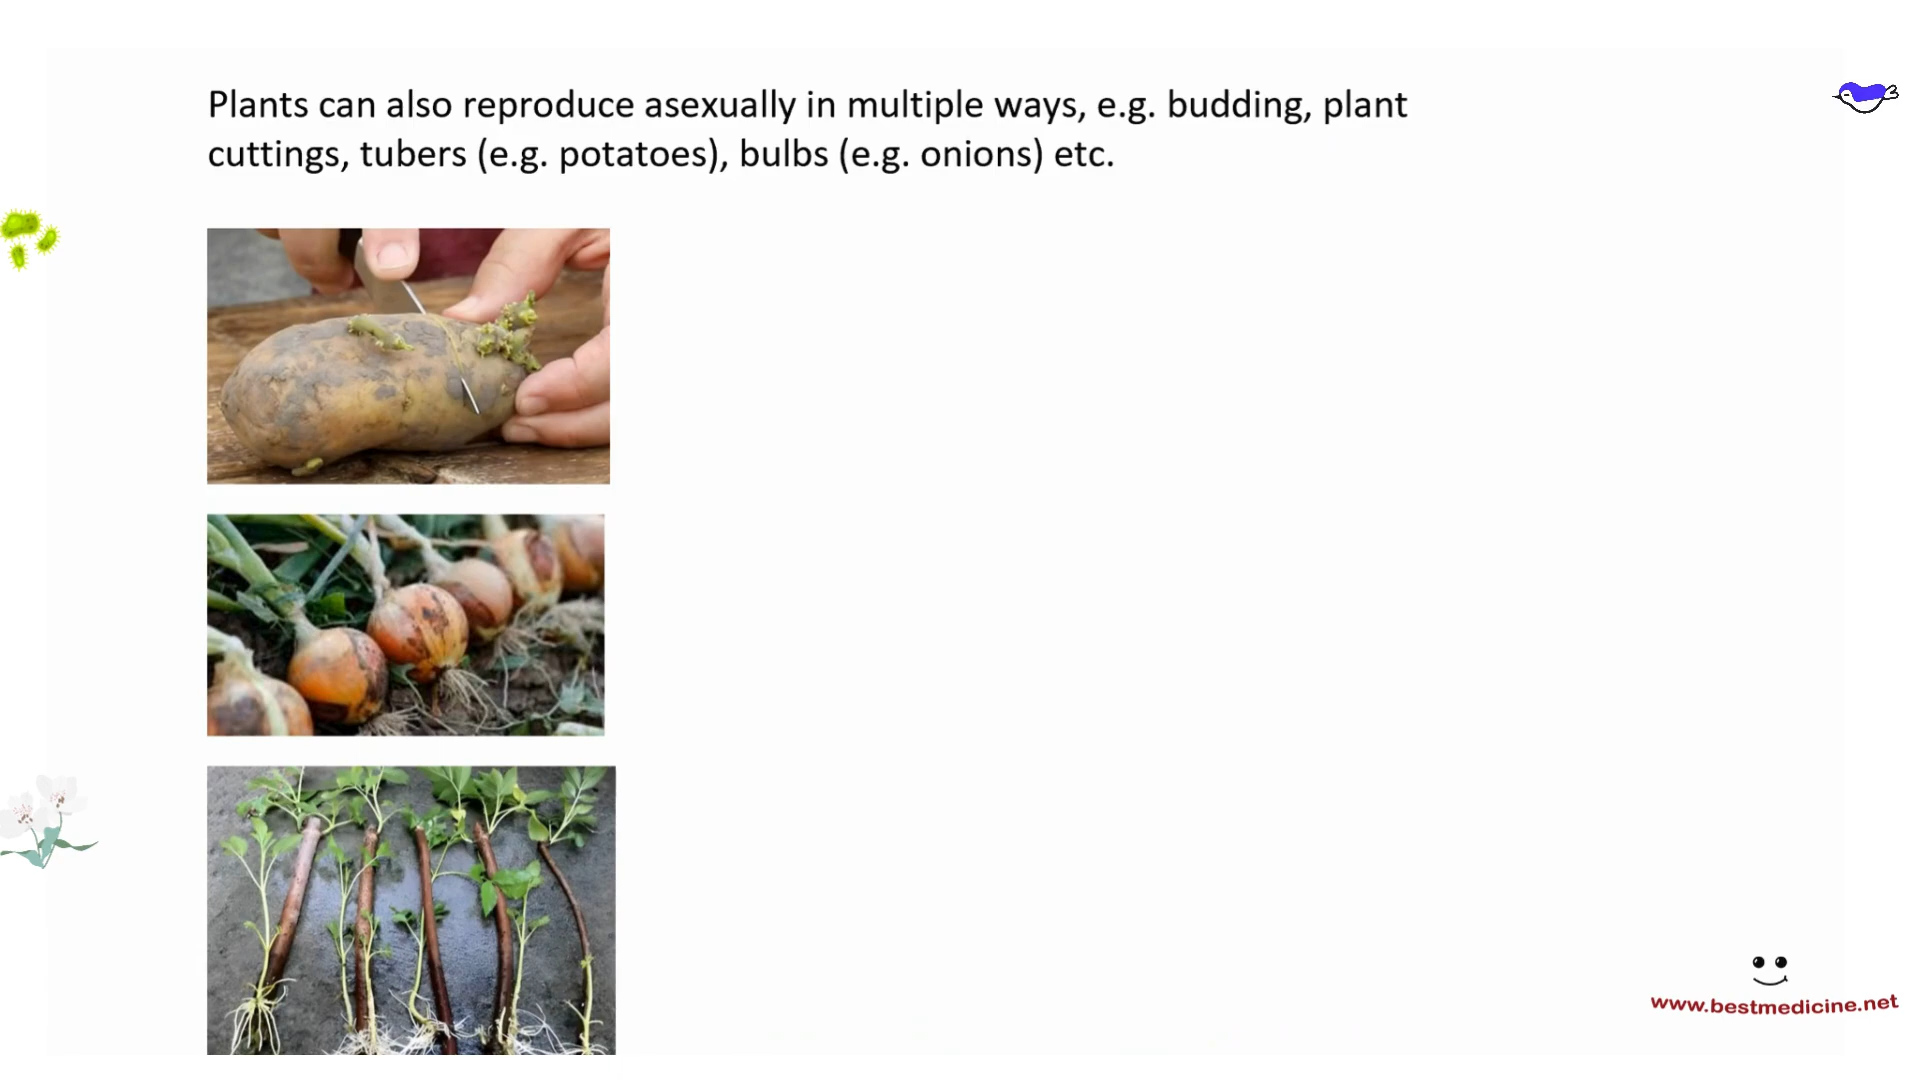 Plants can also reproduce asexually in multiple ways, e.g. budding, plant
cuttings, tubers (e.g. potatoes), bulbs (e.g. onions) etc.
www.bestmedicine.net